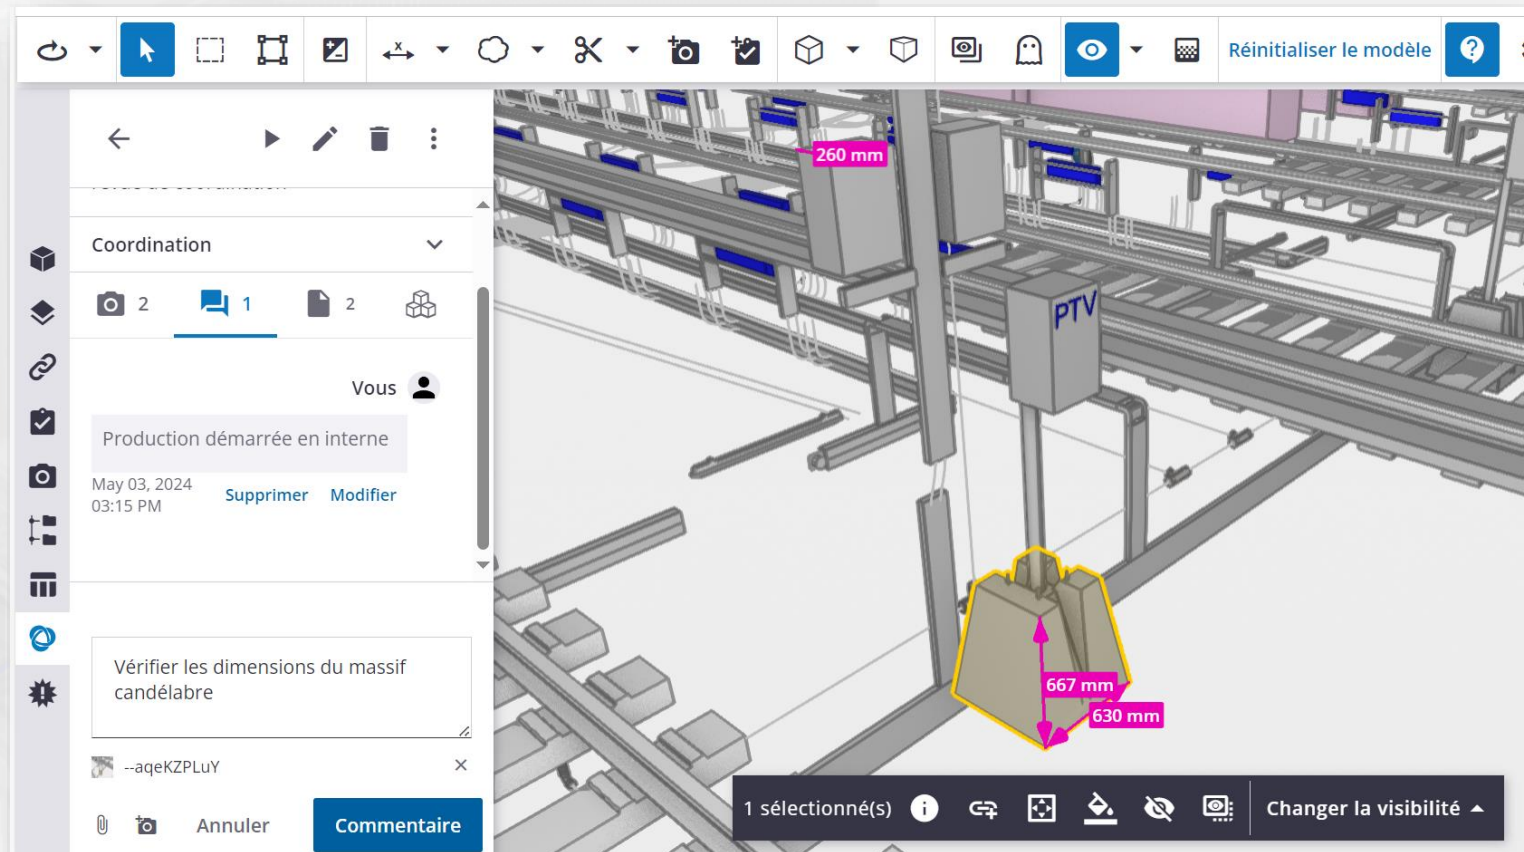 Réinitialiser le modèle
Coordination
2
1
2
Vous
Production démarrée en interne
May 03, 2024
03:15 PM
Supprimer
Modifier
Vérifier les dimensions du massif
candélabre
--aqeKZPLuY
Annuler
Commentaire
260 mm
PTV
667 mm
630 mm
1 sélectionné(s)
Changer la visibilité